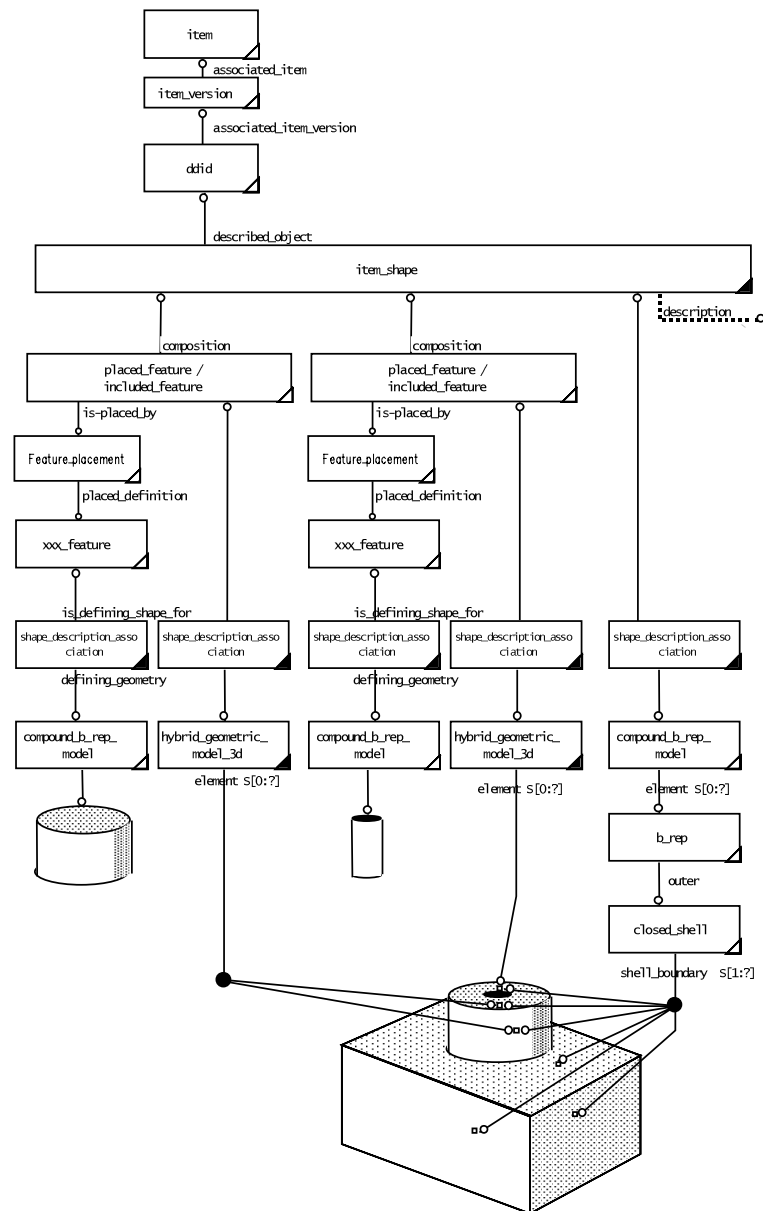 item
associated_item
item_version
associated_item_version
ddid
described_object
item_shape
description
composition
composition
placed_feature /
included_feature
placed_feature /
included_feature
is-placed_by
is-placed_by
Feature_placement
Feature_placement
placed_definition
placed_definition
xxx_feature
xxx_feature
is_defining_shape_for
is_defining_shape_for
shape_description_asso
ciation
shape_description_asso
ciation
shape_description_asso
ciation
shape_description_asso
ciation
shape_description_asso
ciation
defining_geometry
defining_geometry
compound_b_rep_
model
hybrid_geometric_
model_3d
compound_b_rep_
model
hybrid_geometric_
model_3d
compound_b_rep_
model
element S[0:?]
element S[0:?]
element S[0:?]
b_rep
outer
closed_shell
shell_boundary S[1:?]